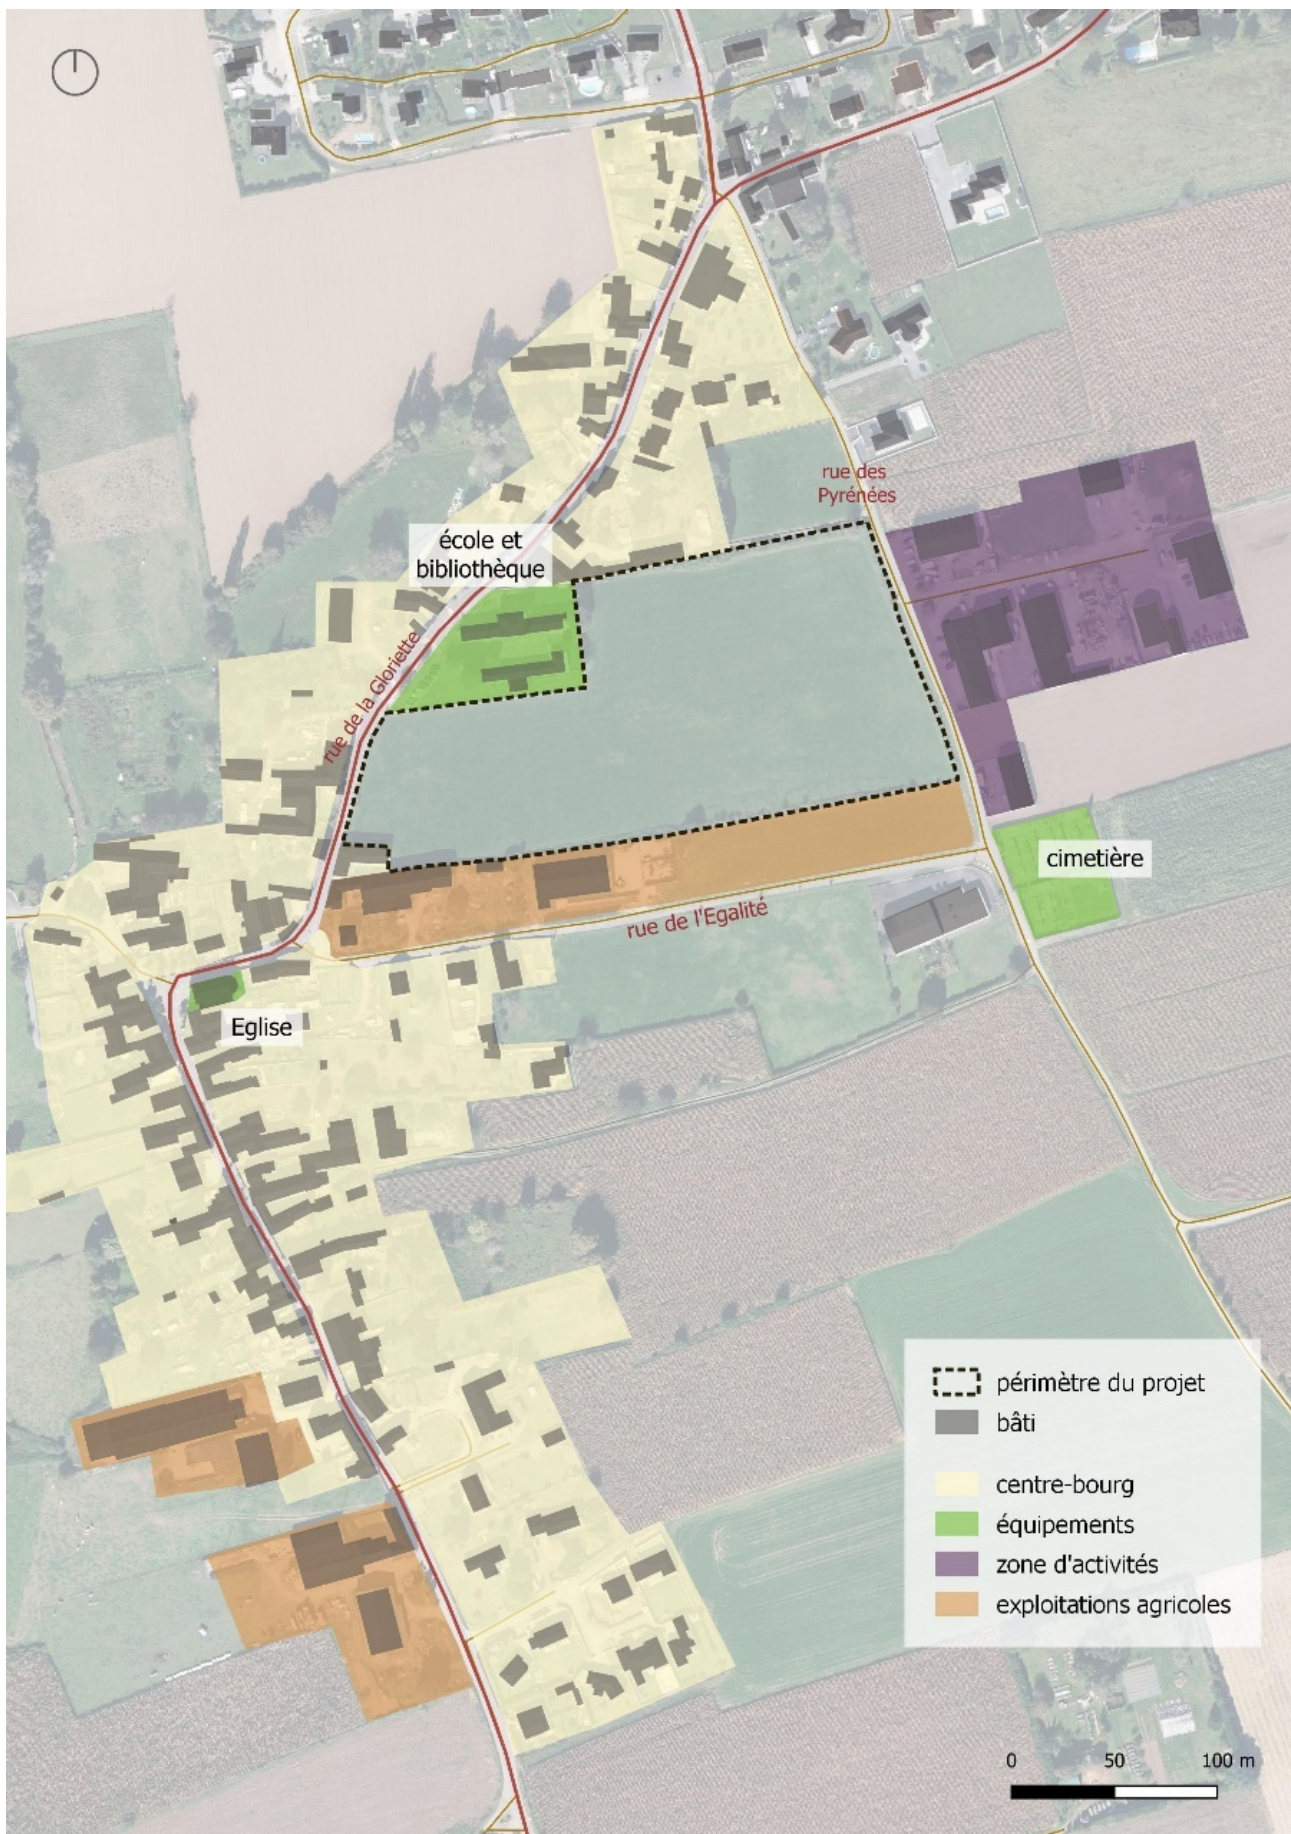 rue des
Pyrénées
école et
bibliothèque
rue de la Gloriette
cimetière
rue de l'Egalité
Eglise
périmètre du projet
bâti
centre-bourg
équipements
zone d'activités
exploitations agricoles
0 50 100 m